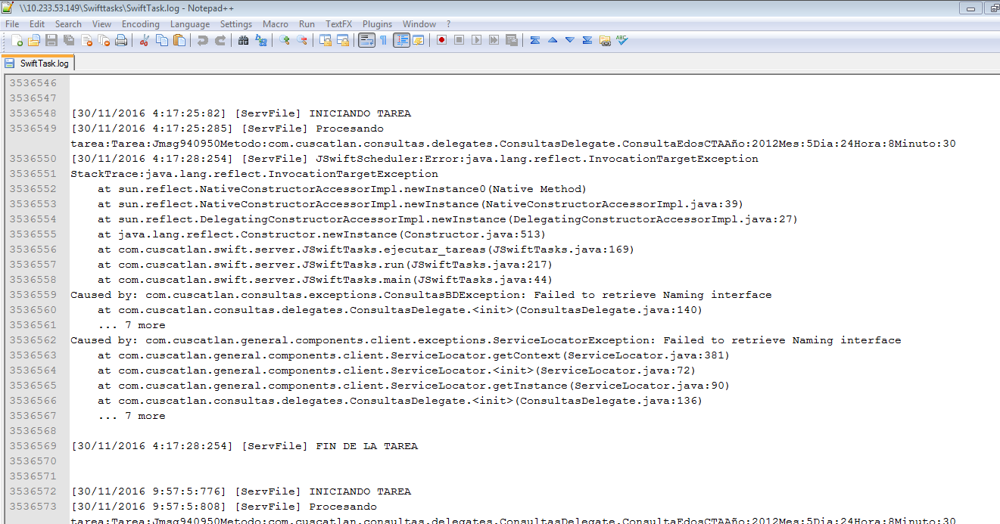 \\10.233.53.149\Swifttasks\SwiftTask.log - Notepad++
File Edit Search View Encoding Language Settings Macro Run TextFX Plugins Window ?
SwiftTask.log
3536546
3536547
3536548 [30/11/2016 4:17:25:82] [ServFile] INICIANDO TAREA
3536549 [30/11/2016 4:17:25:285] [ServFile] Procesando
tarea:Tarea:Jmsg940950Metodo:com.cuscatlan.consultas.delegates.ConsultasDelegate.ConsultaEdosCTAAño:2012Mes:5Dia:24Hora:8Minuto:30
3536550 [30/11/2016 4:17:28:254] [ServFile] JSwiftScheduler:Error:java.lang.reflect.InvocationTargetException
3536551 StackTrace:java.lang.reflect.InvocationTargetException
3536552 at sun.reflect.NativeConstructorAccessorImpl.newInstance0(Native Method)
3536553 at sun.reflect.NativeConstructorAccessorImpl.newInstance(NativeConstructorAccessorImpl.java:39)
3536554 at sun.reflect.DelegatingConstructorAccessorImpl.newInstance(DelegatingConstructorAccessorImpl.java:27)
3536555 at java.lang.reflect.Constructor.newInstance(Constructor.java:513)
3536556 at com.cuscatlan.swift.server.JSwiftTasks.ejecutar_tareas(JSwiftTasks.java:169)
3536557 at com.cuscatlan.swift.server.JSwiftTasks.run(JSwiftTasks.java:217)
3536558 at com.cuscatlan.swift.server.JSwiftTasks.main(JSwiftTasks.java:44)
3536559 Caused by: com.cuscatlan.consultas.exceptions.ConsultasBDException: Failed to retrieve Naming interface
3536560 at com.cuscatlan.consultas.delegates.ConsultasDelegate.<init>(ConsultasDelegate.java:140)
3536561 ... 7 more
3536562 Caused by: com.cuscatlan.general.components.client.exceptions.ServiceLocatorException: Failed to retrieve Naming interface
3536563 at com.cuscatlan.general.components.client.ServiceLocator.getContext(ServiceLocator.java:381)
3536564 at com.cuscatlan.general.components.client.ServiceLocator.<init>(ServiceLocator.java:72)
3536565 at com.cuscatlan.general.components.client.ServiceLocator.getInstance(ServiceLocator.java:90)
3536566 at com.cuscatlan.consultas.delegates.ConsultasDelegate.<init>(ConsultasDelegate.java:136)
3536567 ... 7 more
3536568
3536569 [30/11/2016 4:17:28:254] [ServFile] FIN DE LA TAREA
3536570
3536571
3536572 [30/11/2016 9:57:5:776] [ServFile] INICIANDO TAREA
3536573 [30/11/2016 9:57:5:808] [ServFile] Procesando
tarea:Tarea:Jmsg940950Metodo:com.cuscatlan.consultas.delegates.ConsultasDelegate.ConsultaEdosCTAAño:2012Mes:5Dia:24Hora:8Minuto:30